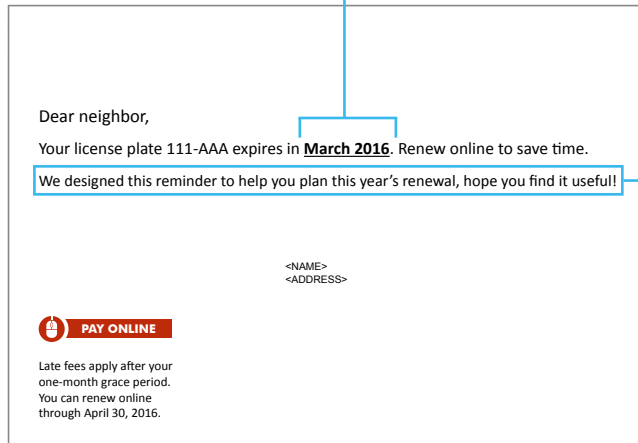 Dear neighbor,
Your license plate 111-AAA expires in March 2016. Renew online to save time.
We designed this reminder to help you plan this year’s renewal, hope you find it useful!
<NAME>
<ADDRESS>
PAY ONLINE
Late fees apply after your
one-month grace period.
You can renew online
through April 30, 2016.